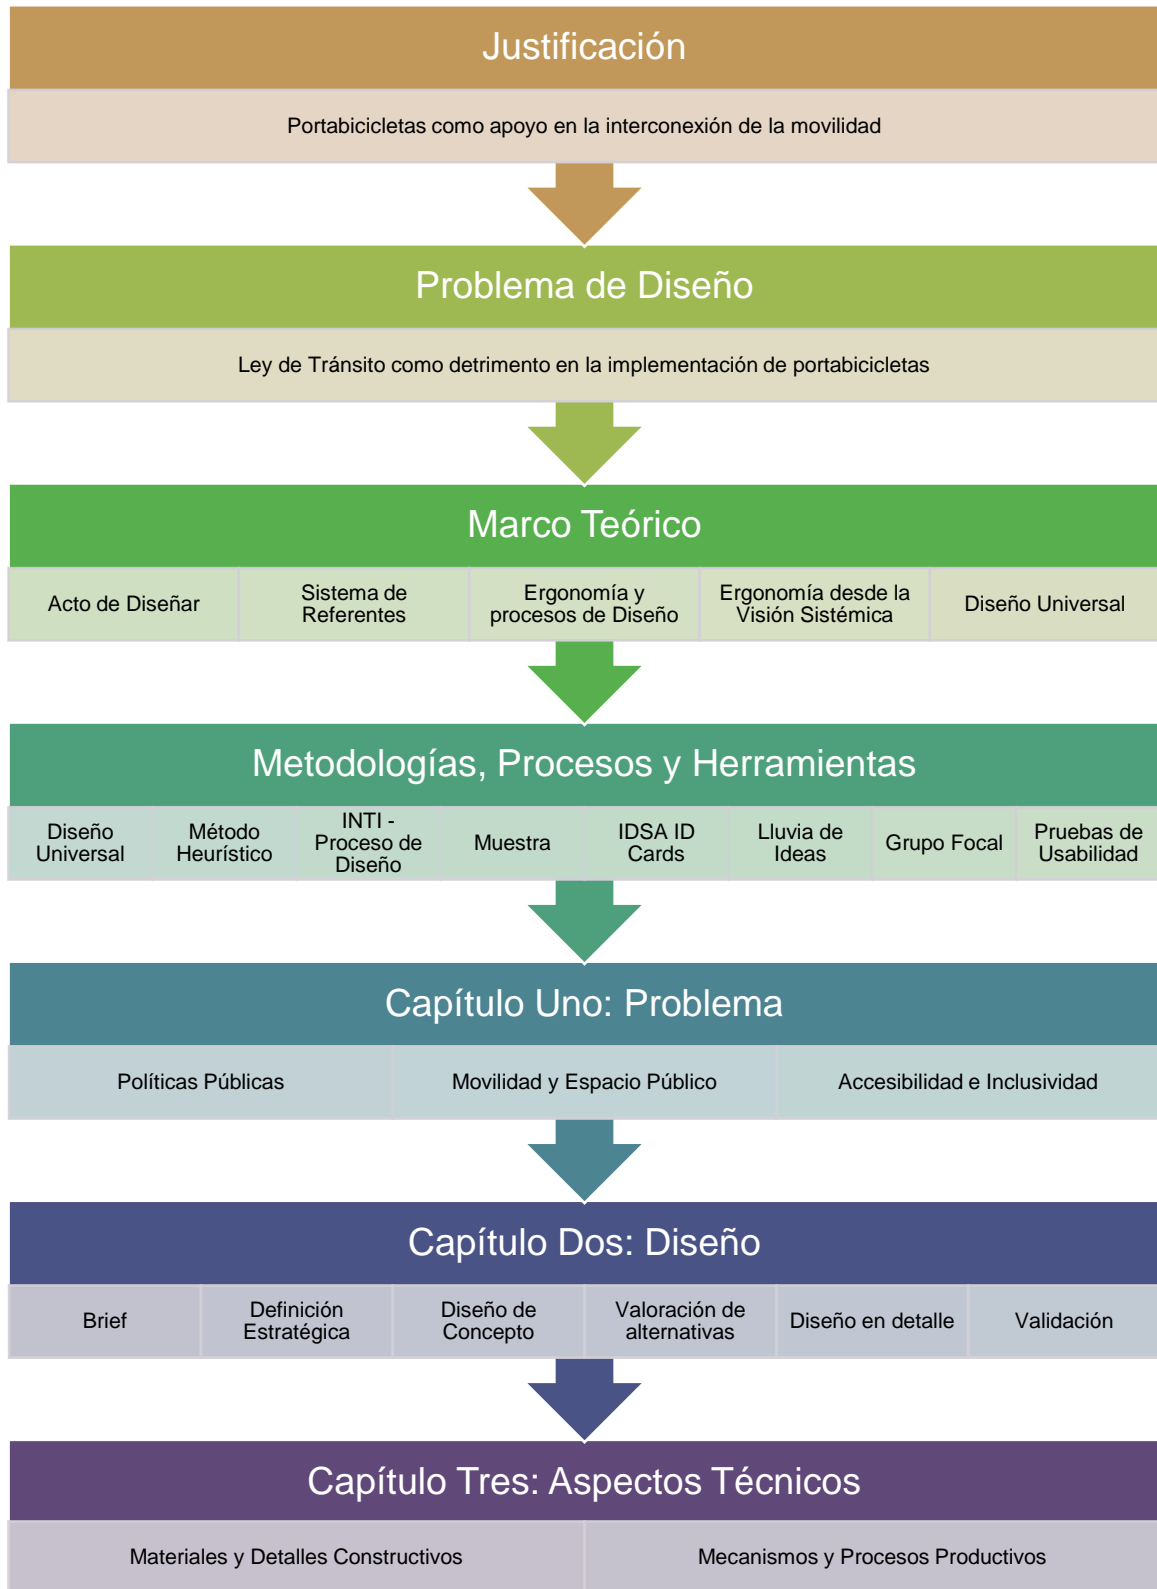 Justificación
Portabicicletas como apoyo en la interconexión de la movilidad
Problema de Diseño
Ley de Tránsito como detrimento en la implementación de portabicicletas
Marco Teórico
Acto de Diseñar
Sistema de
Referentes
Ergonomía y
procesos de Diseño
Ergonomía desde la
Visión Sistémica
Diseño Universal
Metodologías, Procesos y Herramientas
Diseño
Universal
Método
Heurístico
INTI -
Proceso de
Diseño
Muestra
IDSA ID
Cards
Lluvia de
Ideas
Grupo Focal
Pruebas de
Usabilidad
Capítulo Uno: Problema
Políticas Públicas
Movilidad y Espacio Público
Accesibilidad e Inclusividad
Capítulo Dos: Diseño
Brief
Definición
Estratégica
Diseño de
Concepto
Valoración de
alternativas
Diseño en detalle
Validación
Capítulo Tres: Aspectos Técnicos
Materiales y Detalles Constructivos
Mecanismos y Procesos Productivos